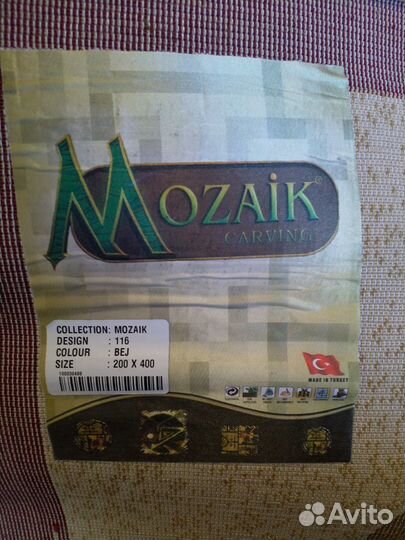 MOZAİK®
CARVING
COLLECTION: MOZAIK
DESIGN : 116
COLOUR : BEJ
SIZE : 200 X 400
MADE IN TURKEY
Avito